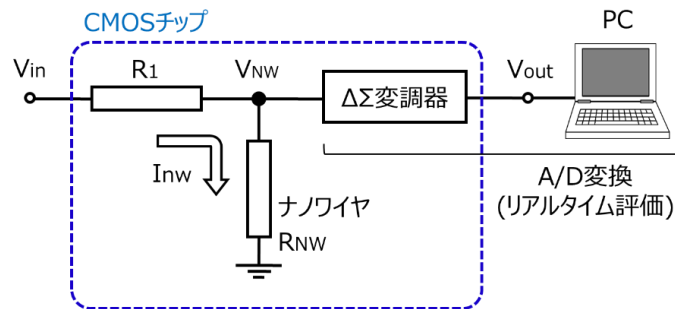 CMOSチップ
PC
Vin
R1
VNW
ΔΣ変調器
Vout
INW
ナノワイヤ
RNW
A/D変換
(リアルタイム評価)